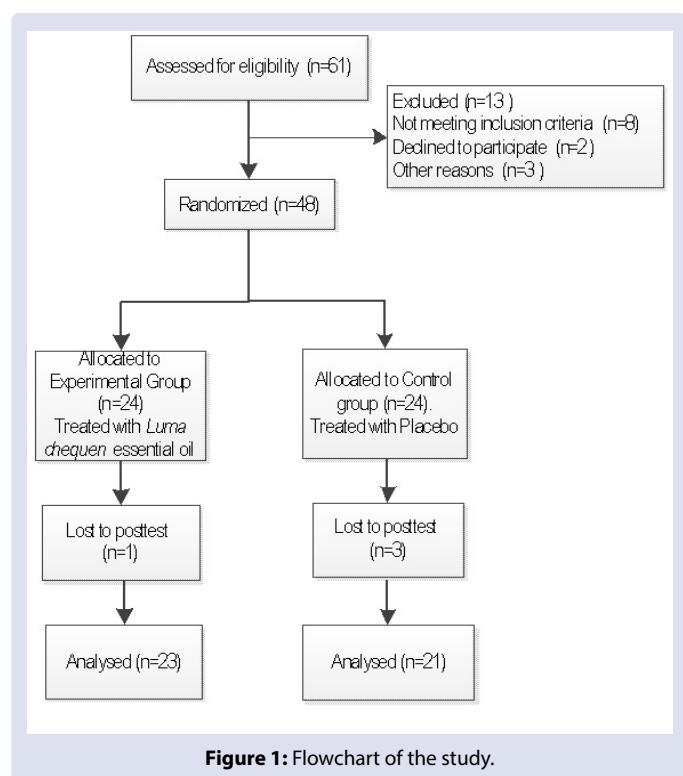 Assessed for eligibility (n=61)
Excluded (n=13 )
Not meeting inclusion criteria (n=8)
Declined to participate (n=2 )
Other reasons (n=3 )
Randomized (n=48)
Allocated to
Experimental Group
(n=24)
Treated with Luma
chequen essential oil
Allocated to Control
group (n=24).
Treated with Placebo
Lost to posttest
(n=1)
Lost to posttest
(n=3)
Analysed (n=23)
Analysed (n=21)
Figure 1: Flowchart of the study.